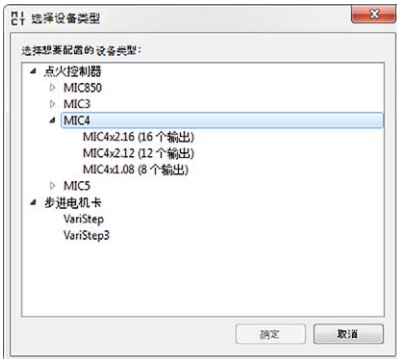 MICT 选择设备类型
选择想要配置的设备类型:
点火控制器
MIC850
MIC3
MIC4
MIC4x2.16 (16 个输出)
MIC4x2.12 (12 个输出)
MIC4x1.08 (8 个输出)
MIC5
步进电机卡
VariStep
VariStep3
确定 取消